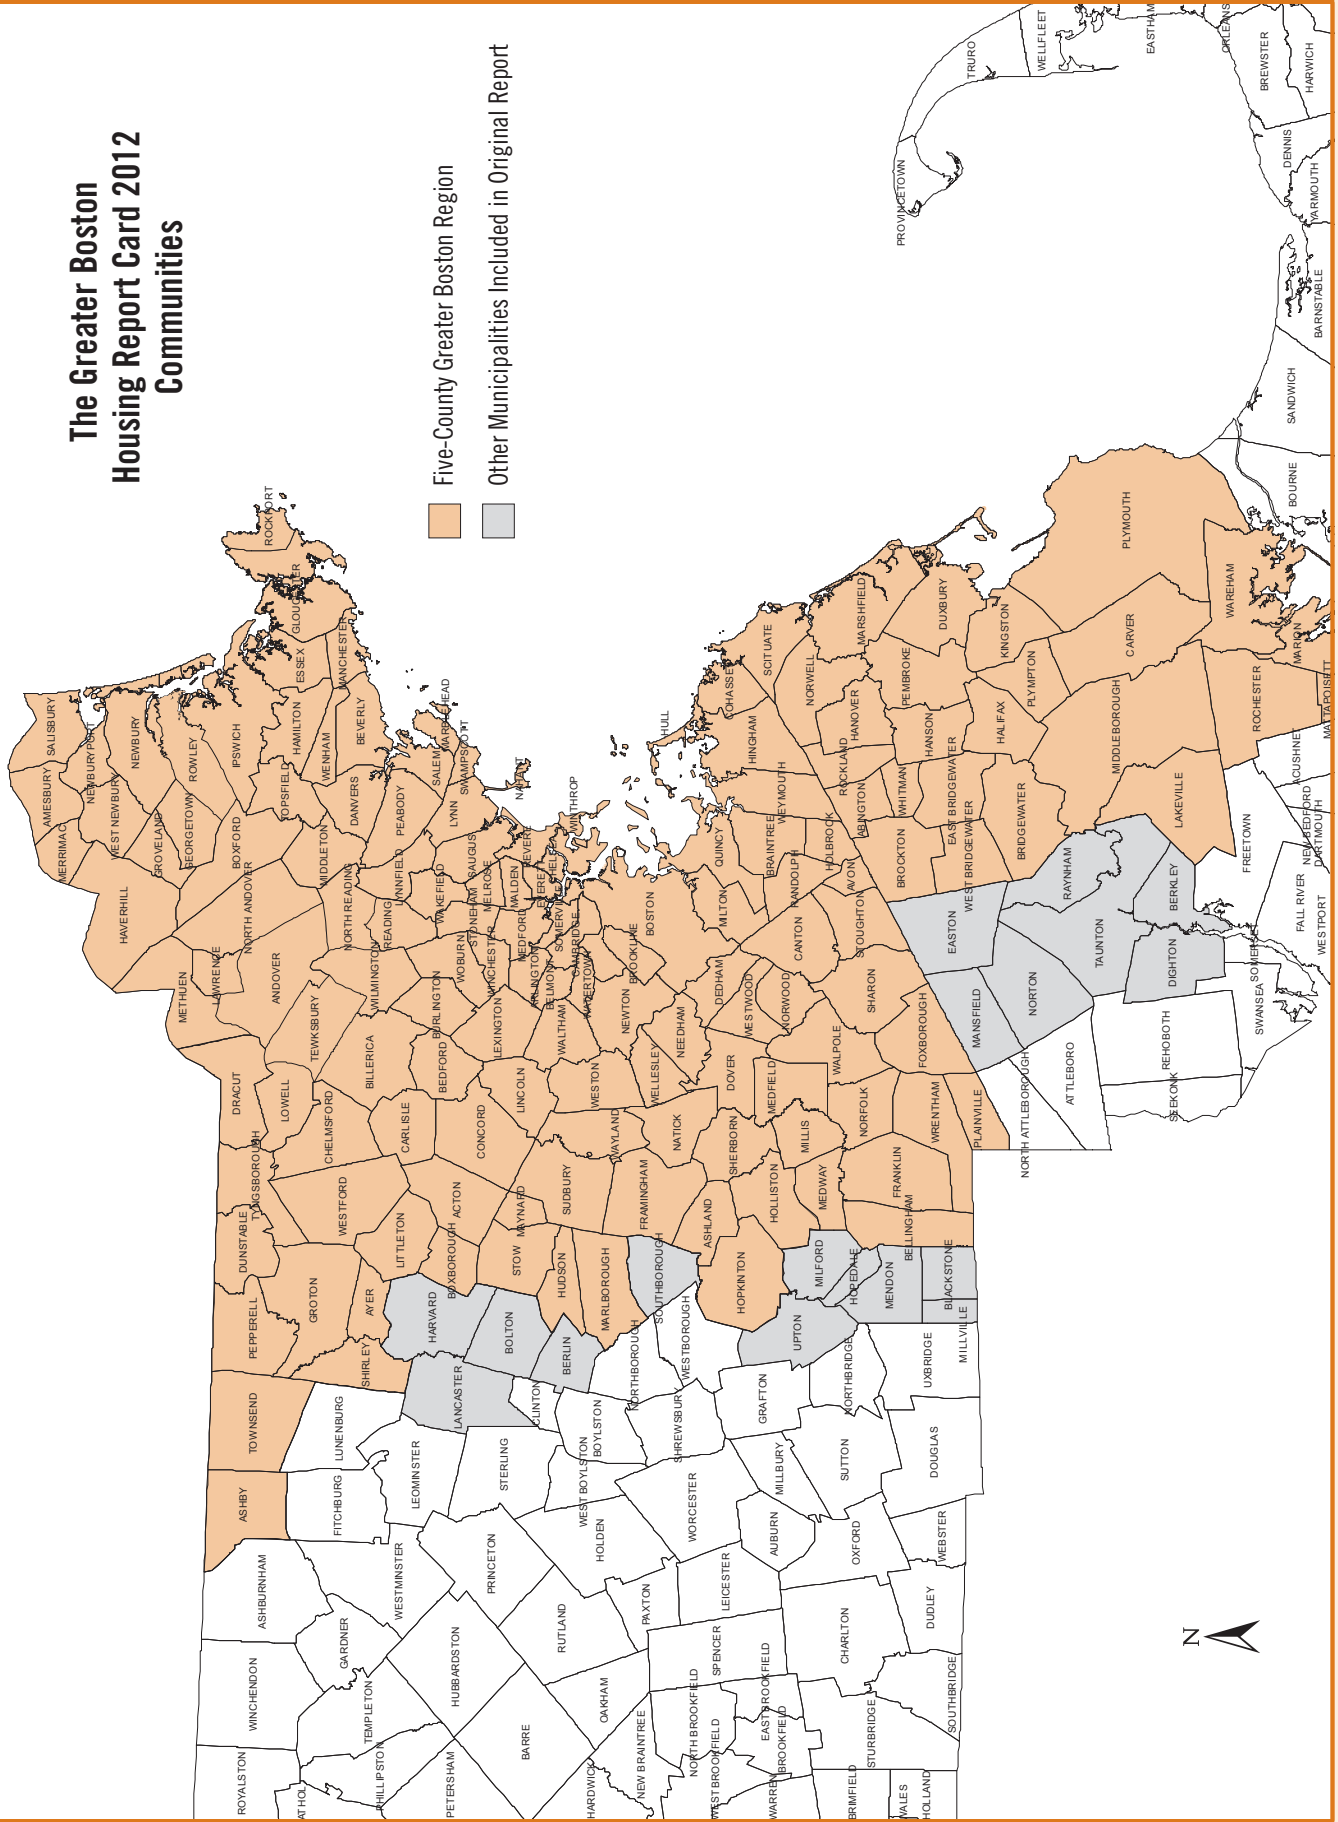 The Greater Boston
Housing Report Card 2012
Communities
Five-County Greater Boston Region
Other Municipalities Included in Original Report
N
SALISBURY
AMESBURY
MERRIMAC
NEWBURYPORT
WEST NEWBURY
NEWBURY
GROVELAND
HAVERHILL
ROWLEY
GEORGETOWN
IPSWICH
BOXFORD
NORTH ANDOVER
METHUEN
LAWRENCE
ANDOVER
ROCKPORT
GLOUCESTER
ESSEX
MANCHESTER
HAMILTON
WENHAM
BEVERLY
TOPSFIELD
DANVERS
MIDDLETON
PEABODY
NORTH READING
READING
LYNNFIELD
WAKEFIELD
SALEM
MARBLEHEAD
SWAMPSCOTT
LYNN
NAHANT
SAUGUS
STONEHAM
MELROSE
MALDEN
REVERE
EVERETT
CHELSEA
WINTHROP
MEDFORD
SOMERVILLE
CAMBRIDGE
WINCHESTER
WOBURN
WILMINGTON
TEWKSBURY
BURLINGTON
ARLINGTON
BELMONT
WATERTOWN
LEXINGTON
WALTHAM
BEDFORD
BILLERICA
LINCOLN
WESTON
NEWTON
BROOKLINE
BOSTON
HULL
DRACUT
LOWELL
CHELMSFORD
CARLISLE
CONCORD
TYNGSBOROUGH
WESTFORD
DUNSTABLE
LITTLETON
ACTON
BOXBOROUGH
MAYNARD
SUDBURY
WAYLAND
STOW
HUDSON
MARLBOROUGH
FRAMINGHAM
NATICK
WELLESLEY
NEEDHAM
DEDHAM
WESTWOOD
DOVER
MEDFIELD
NORWOOD
WALPOLE
SHERBORN
MILLIS
NORFOLK
ASHLAND
HOLLISTON
MEDWAY
FRANKLIN
BELLINGHAM
WRENTHAM
PLAINVILLE
HOPKINTON
PEPPERELL
GROTON
AYER
SHIRLEY
TOWNSEND
ASHBY
MILTON
QUINCY
BRAINTREE
WEYMOUTH
HINGHAM
COHASSET
SCITUATE
NORWELL
MARSHFIELD
HANOVER
ROCKLAND
ABINGTON
HOLBROOK
RANDOLPH
AVON
CANTON
STOUGHTON
SHARON
FOXBOROUGH
BROCKTON
WHITMAN
HANSON
PEMBROKE
DUXBURY
KINGSTON
PLYMPTON
HALIFAX
EAST BRIDGEWATER
WEST BRIDGEWATER
BRIDGEWATER
MIDDLEBOROUGH
CARVER
PLYMOUTH
WAREHAM
LAKEVILLE
ROCHESTER
MARION
MATTAPOISETT
EASTON
RAYNHAM
TAUNTON
BERKLEY
DIGHTON
NORTON
MANSFIELD
HARVARD
BOLTON
BERLIN
LANCASTER
SOUTHBOROUGH
MILFORD
HOPEDALE
MENDON
BLACKSTONE
MILLVILLE
UPTON
NORTH ATTLEBOROUGH
ATTLEBORO
REHOBOTH
SEEKONK
SWANSEA
SOMERSET
FREETOWN
FALL RIVER
WESTPORT
NEW BEDFORD
DARTMOUTH
ACUSHNET
BOURNE
SANDWICH
BARNSTABLE
YARMOUTH
DENNIS
BREWSTER
HARWICH
ORLEANS
EASTHAM
WELLFLEET
TRURO
PROVINCETOWN
LUNENBURG
FITCHBURG
LEOMINSTER
STERLING
CLINTON
BOYLSTON
WEST BOYLSTON
NORTHBOROUGH
WESTBOROUGH
SHREWSBURY
GRAFTON
NORTHBRIDGE
UXBRIDGE
HOLDEN
WORCESTER
MILLBURY
SUTTON
DOUGLAS
AUBURN
OXFORD
WEBSTER
ASHBURNHAM
WESTMINSTER
PRINCETON
GARDNER
HUBBARDSTON
RUTLAND
PAXTON
LEICESTER
SPENCER
CHARLTON
DUDLEY
WINCHENDON
TEMPLETON
PHILLIPSTON
BARRE
OAKHAM
NEW BRAINTREE
NORTH BROOKFIELD
EAST BROOKFIELD
BROOKFIELD
WEST BROOKFIELD
WARREN
STURBRIDGE
SOUTHBRIDGE
ROYALSTON
ATHOL
PETERSHAM
HARDWICK
BRIMFIELD
WALES
HOLLAND